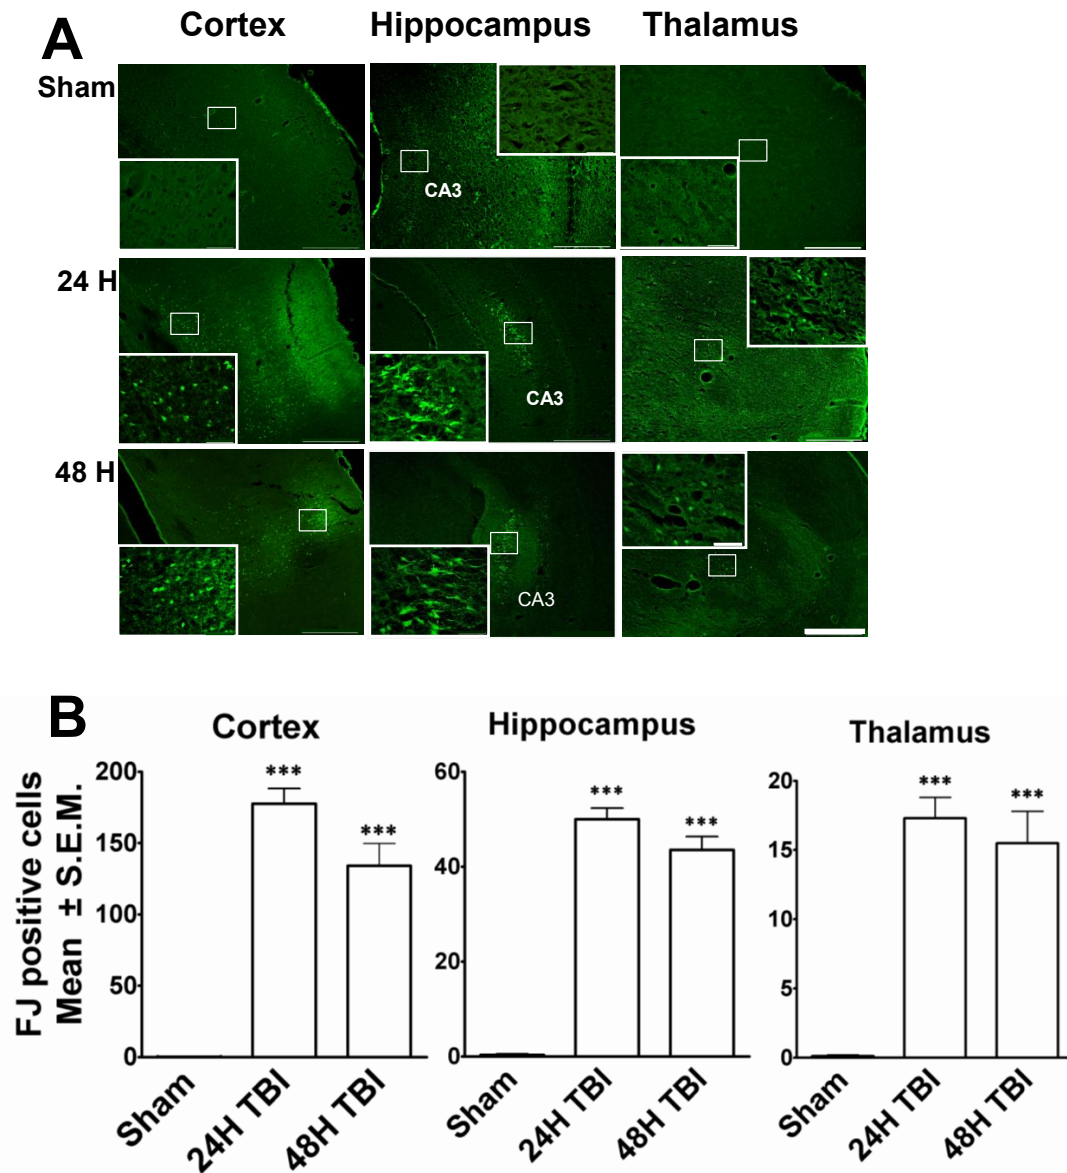 A
Cortex Hippocampus Thalamus
Sham
CA3
24 H
CA3
48 H
CA3
B
Cortex
Hippocampus
Thalamus
FJ positive cells
Mean ± S.E.M.
200
150
100
50
0
***
***
Sham
24H TBI
48H TBI
60
40
20
0
***
***
Sham
24H TBI
48H TBI
20
15
10
5
0
***
***
Sham
24H TBI
48H TBI